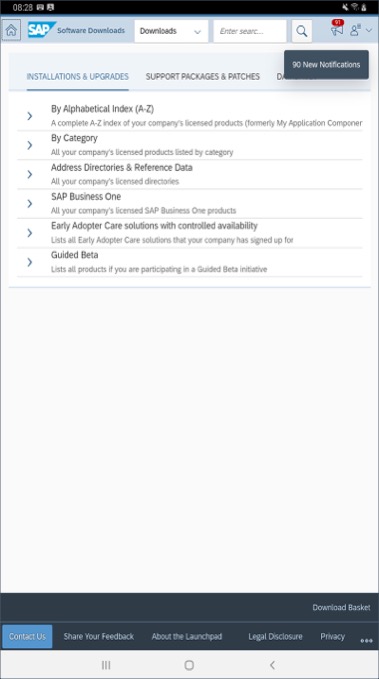 08:28
SAP Software Downloads Downloads Enter searc... 91
90 New Notifications
INSTALLATIONS & UPGRADES SUPPORT PACKAGES & PATCHES
By Alphabetical Index (A-Z)
A complete A-Z index of your company's licensed products (formerly My Application Componen
By Category
All your company's licensed products listed by category
Address Directories & Reference Data
All your company's licensed directories
SAP Business One
All your company's licensed SAP Business One products
Early Adopter Care solutions with controlled availability
Lists all Early Adopter Care solutions that your company has signed up for
Guided Beta
Lists all products if you are participating in a Guided Beta initiative
Download Basket
Contact Us Share Your Feedback About the Launchpad Legal Disclosure Privacy